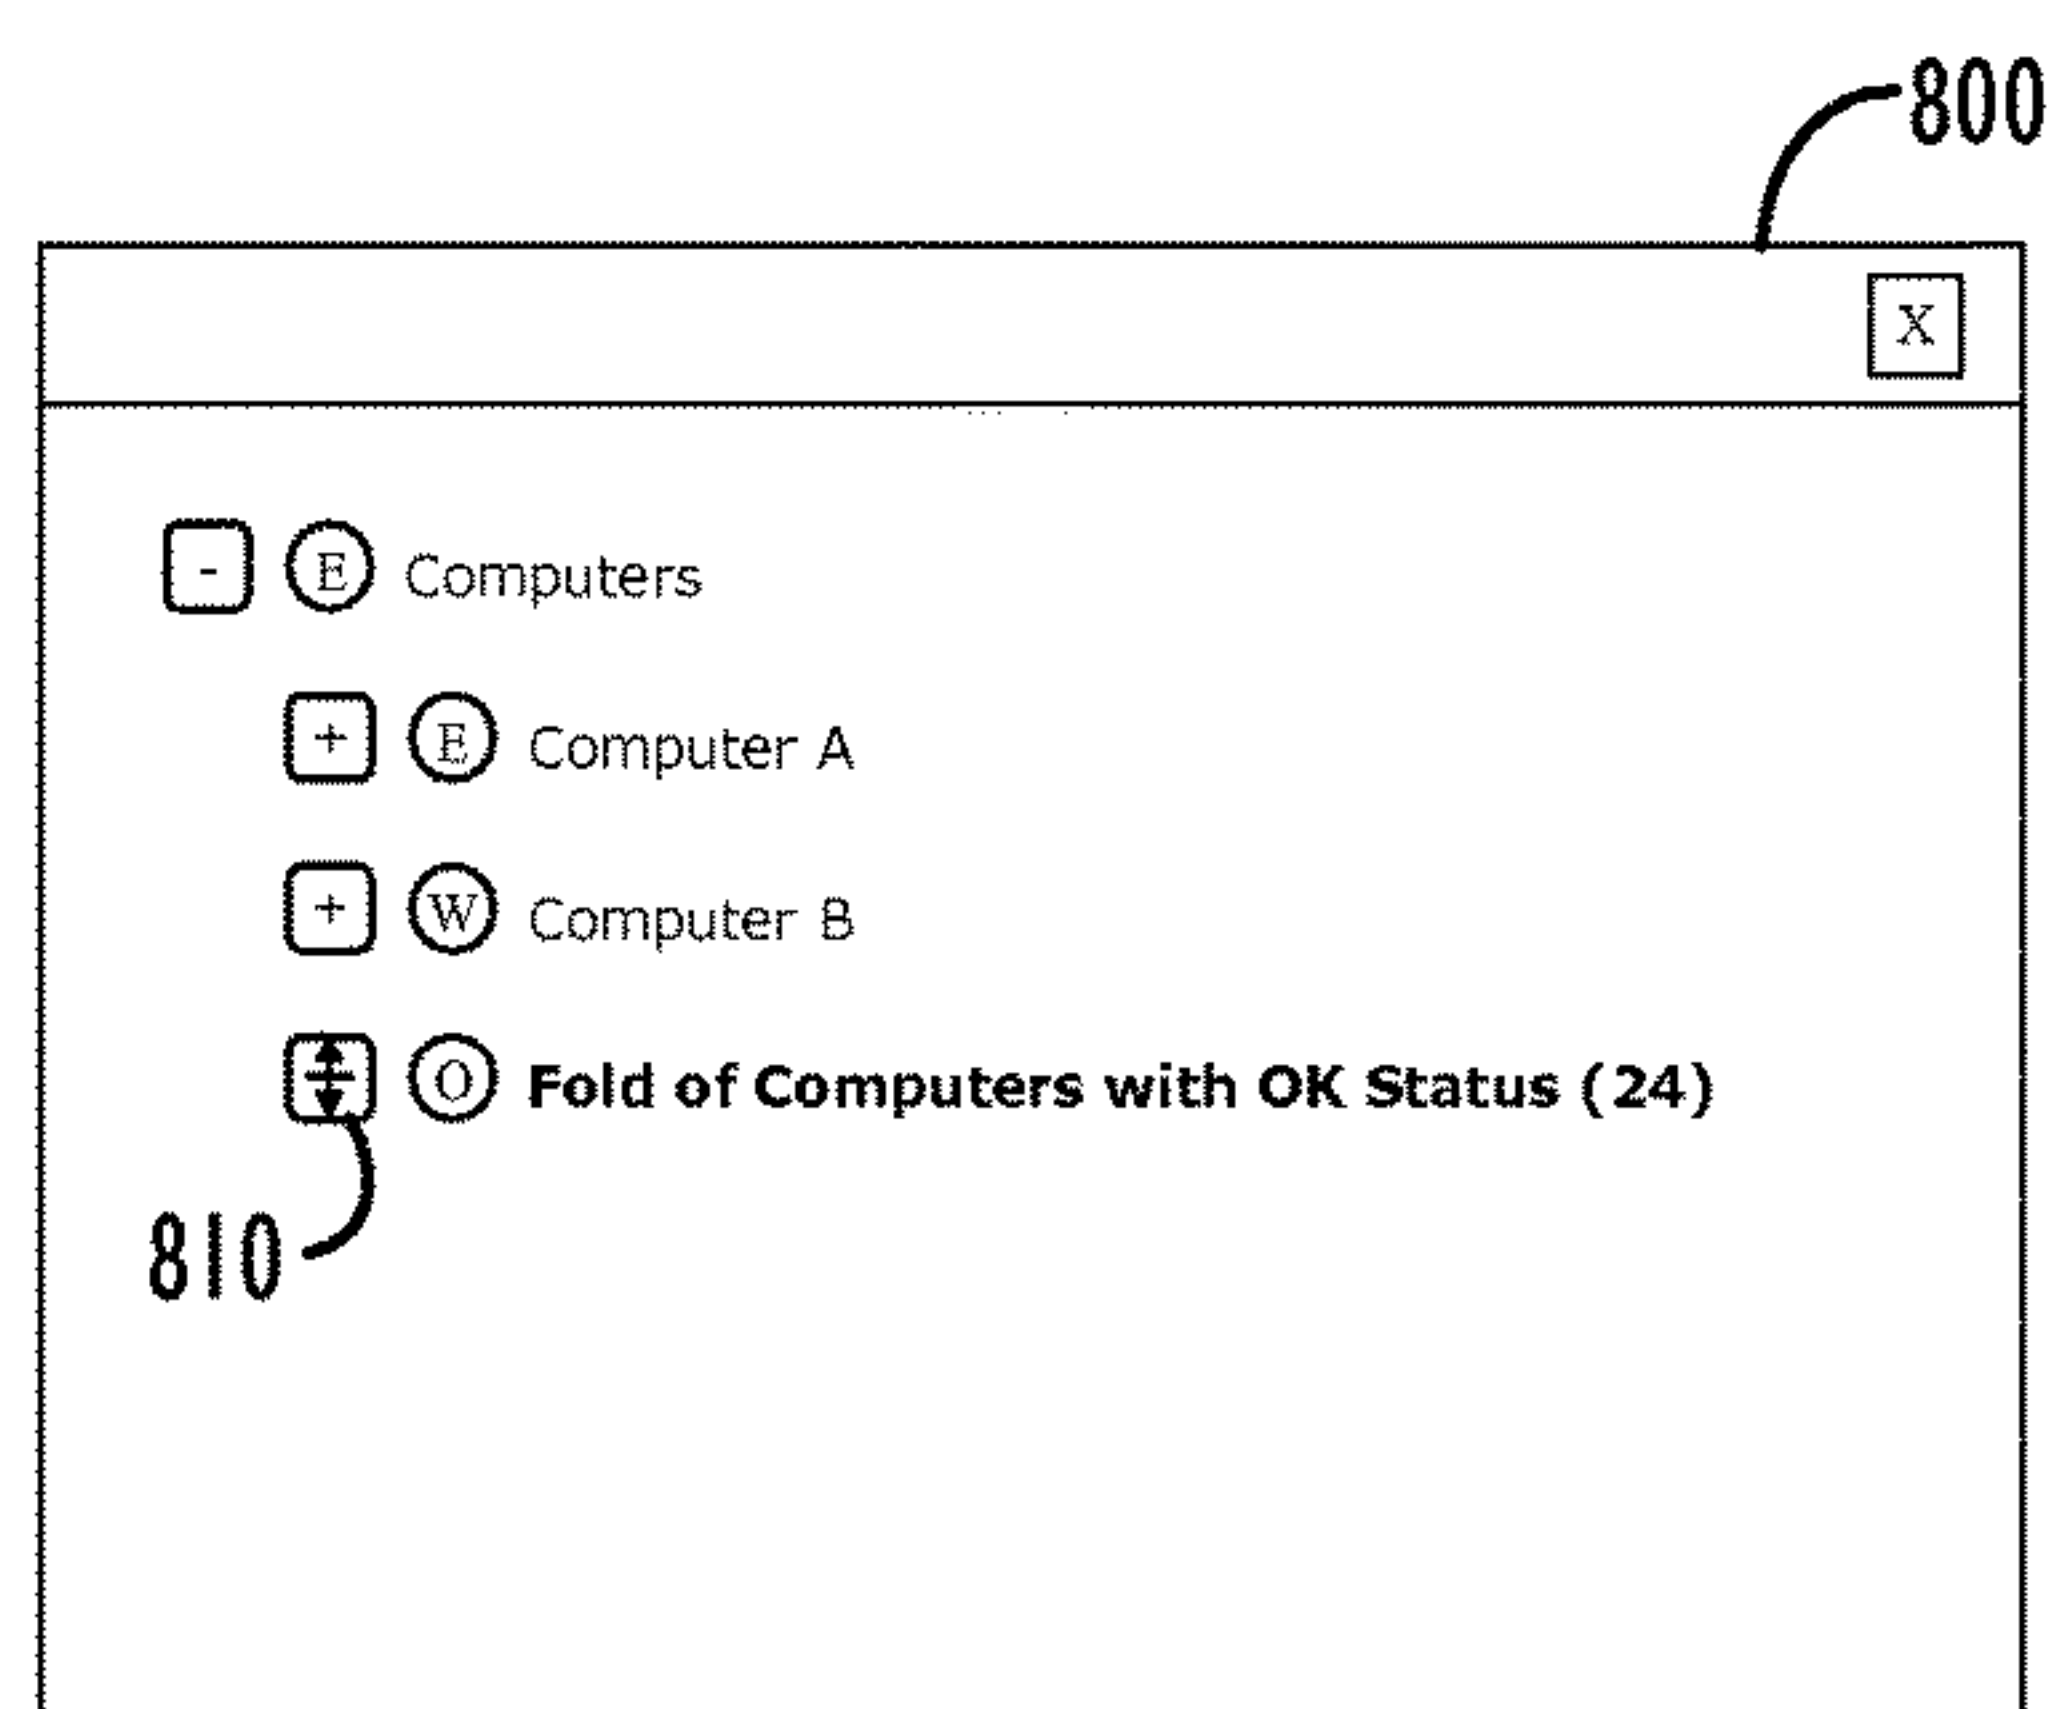 800
X
- E Computers
+ E Computer A
+ W Computer B
O Fold of Computers with OK Status (24)
810